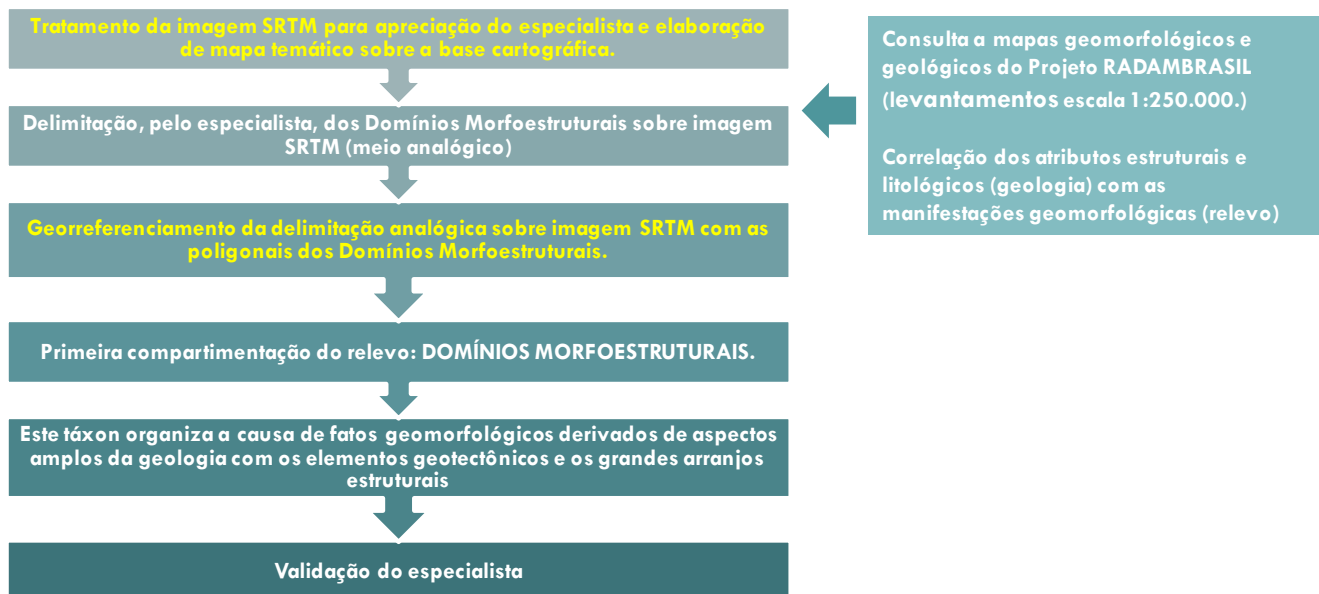 Tratamento da imagem SRTM para apreciação do especialista e elaboração
de mapa temático sobre a base cartográfica.
Delimitação, pelo especialista, dos Domínios Morfoestruturais sobre imagem
SRTM (meio analógico)
Georreferenciamento da delimitação analógica sobre imagem SRTM com as
poligonais dos Domínios Morfoestruturais.
Primeira compartimentação do relevo: DOMÍNIOS MORFOESTRUTURAIS.
Este táxon organiza a causa de fatos geomorfológicos derivados de aspectos
amplos da geologia com os elementos geotectônicos e os grandes arranjos
estruturais
Validação do especialista
Consulta a mapas geomorfológicos e
geológicos do Projeto RADAMBRASIL
(levantamentos escala 1:250.000.)
Correlação dos atributos estruturais e
litológicos (geologia) com as
manifestações geomorfológicas (relevo)